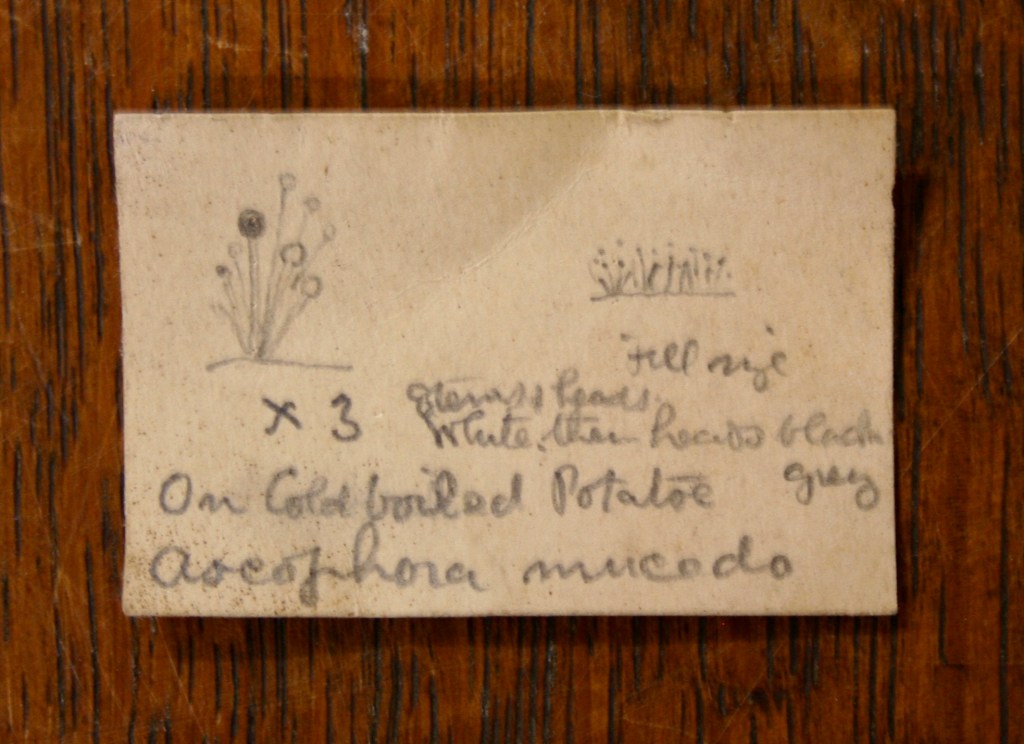 Full size
x 3
stems & heads
white. then heads black
grey
On Cold boiled Potatoe
Ascophora mucedo